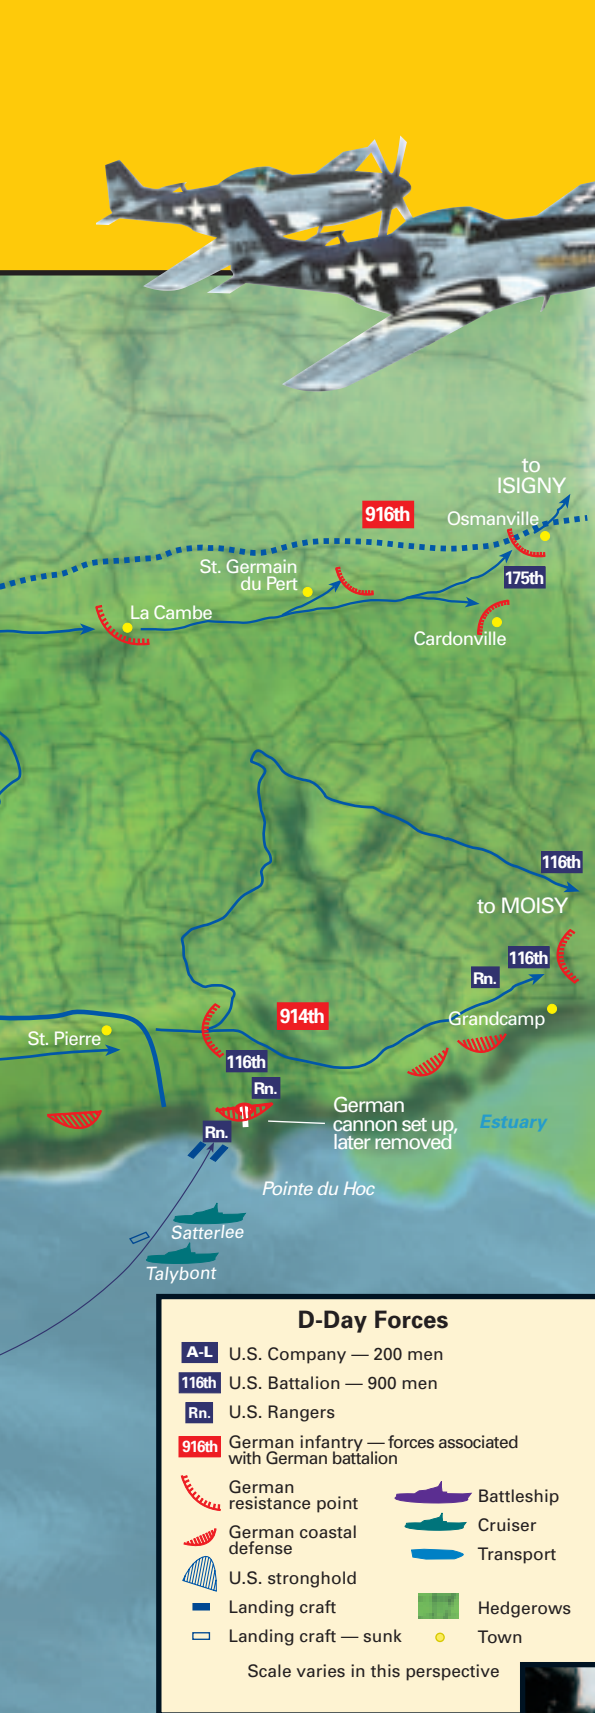 to
ISIGNY
916th
Osmanville
St. Germain
du Pert
175th
La Cambe
Cardonville
116th
to MOISY
116th
Rn.
914th
Grandcamp
St. Pierre
116th
Rn.
German
cannon set up,
later removed
Estuary
Rn.
Pointe du Hoc
Satterlee
Talybont
D-Day Forces
A-L U.S. Company — 200 men
116th U.S. Battalion — 900 men
Rn. U.S. Rangers
916th German infantry — forces associated
with German battalion
German
resistance point
Battleship
German coastal
defense
Cruiser
Transport
U.S. stronghold
Landing craft
Hedgerows
Landing craft — sunk
Town
Scale varies in this perspective